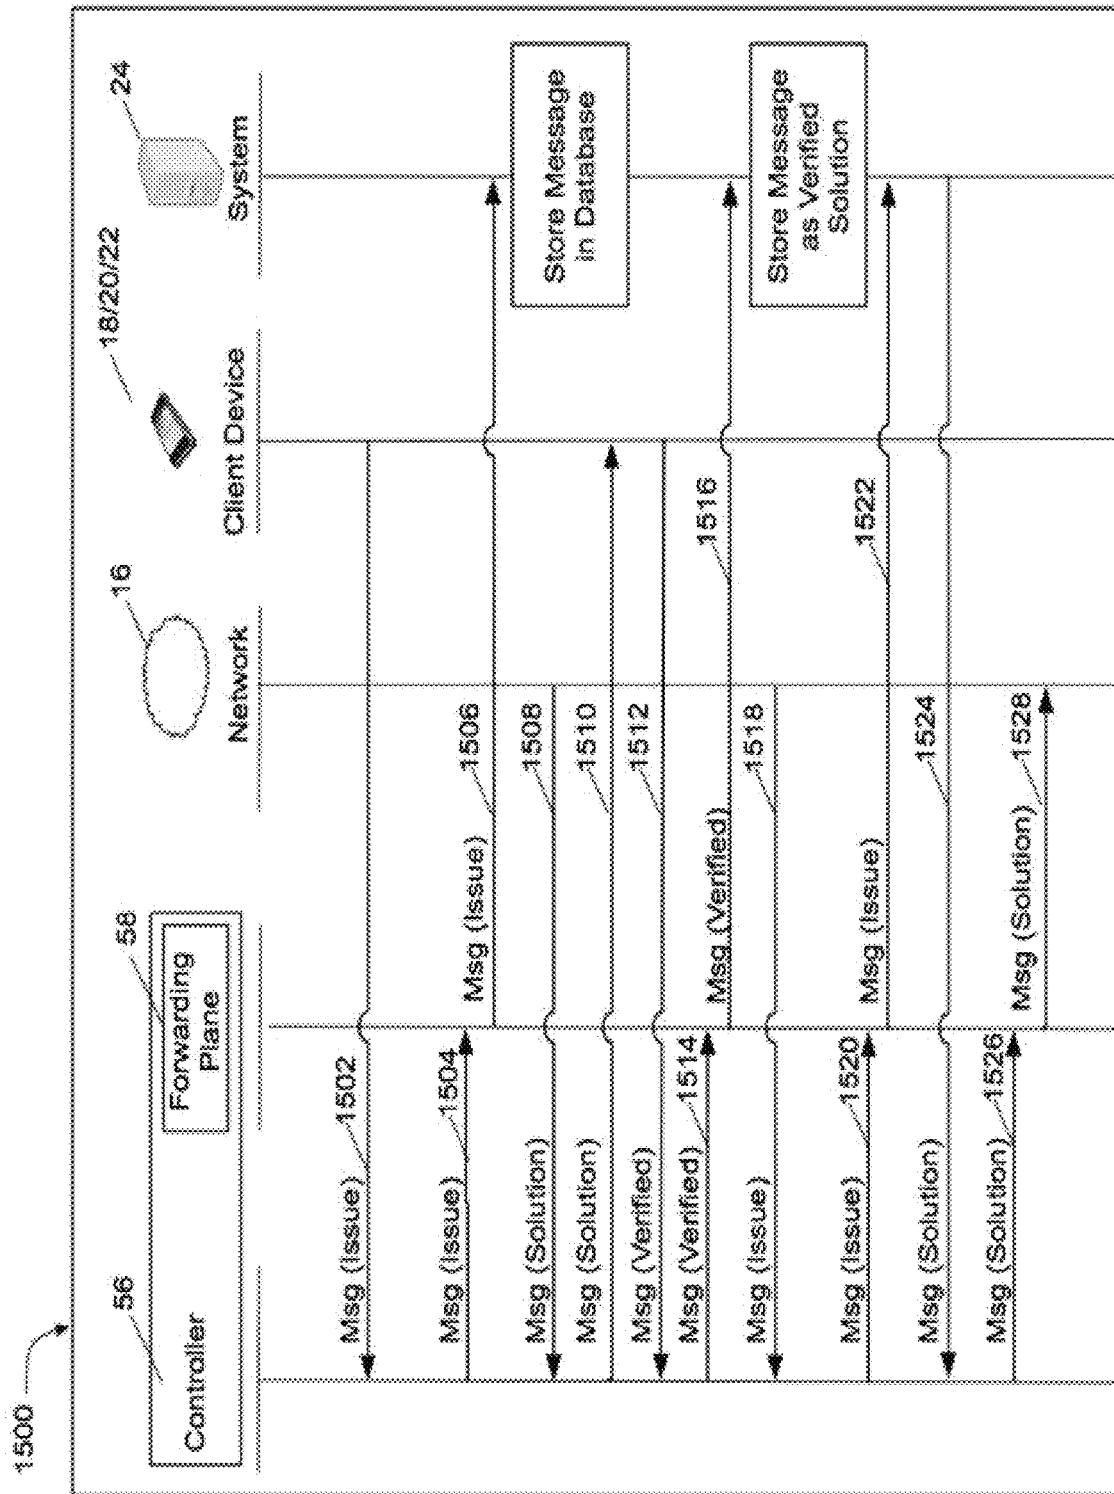 1500
56
58
16
18/20/22
24
Controller
Forwarding
Plane
Network
Client Device
System
Msg (Issue)
1502
Msg (Issue)
1504
Msg (Issue)
1506
Store Message
in Database
Msg (Solution)
1508
Msg (Solution)
1510
Msg (Verified)
1512
Msg (Verified)
1514
Msg (Verified)
1516
Store Message
as Verified
Solution
Msg (Issue)
1518
Msg (Issue)
1520
Msg (Issue)
1522
Msg (Solution)
1524
Msg (Solution)
1526
Msg (Solution)
1528